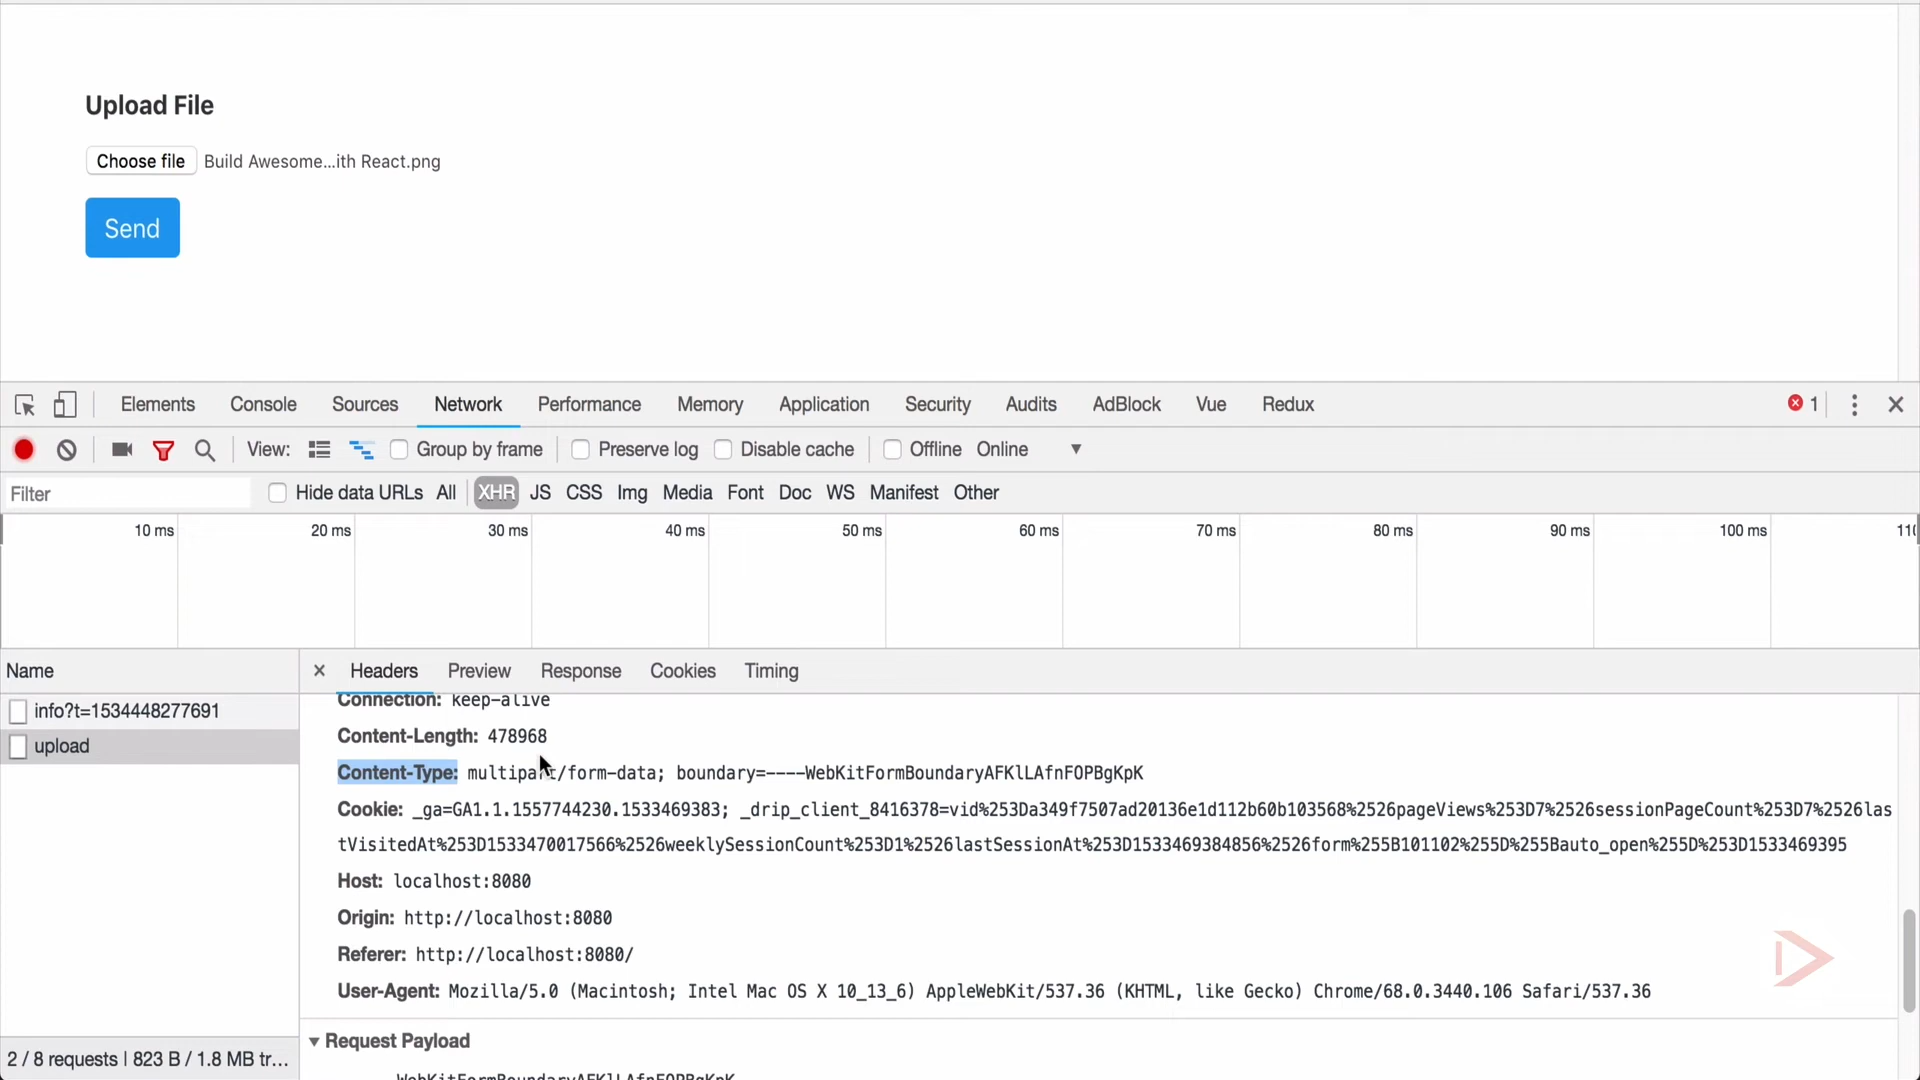 Upload File
Choose file Build Awesome...ith React.png
Send
Elements Console Sources Network Performance Memory Application Security Audits AdBlock Vue Redux 1
View: Group by frame Preserve log Disable cache Offline Online
Filter Hide data URLs All XHR JS CSS Img Media Font Doc WS Manifest Other
10 ms 20 ms 30 ms 40 ms 50 ms 60 ms 70 ms 80 ms 90 ms 100 ms
Name Headers Preview Response Cookies Timing
info?t=1534448277691
upload
Connection: keep-alive
Content-Length: 478968
Content-Type: multipart/form-data; boundary=----WebKitFormBoundaryAFKlLAfnFOPBgKpK
Cookie: _ga=GA1.1.1557744230.1533469383; _drip_client_8416378=vid%253Da349f7507ad20136e1d112b60b103568%2526pageViews%253D7%2526sessionPageCount%253D7%2526las
tVisitedAt%253D1533470017566%2526weeklySessionCount%253D1%2526lastSessionAt%253D1533469384856%2526form%255B101102%255D%255Bauto_open%255D%253D1533469395
Host: localhost:8080
Origin: http://localhost:8080
Referer: http://localhost:8080/
User-Agent: Mozilla/5.0 (Macintosh; Intel Mac OS X 10_13_6) AppleWebKit/537.36 (KHTML, like Gecko) Chrome/68.0.3440.106 Safari/537.36
Request Payload
WebKitFormBoundaryAFKlLAfnFOPBgKpK
2 / 8 requests | 823 B / 1.8 MB tr...